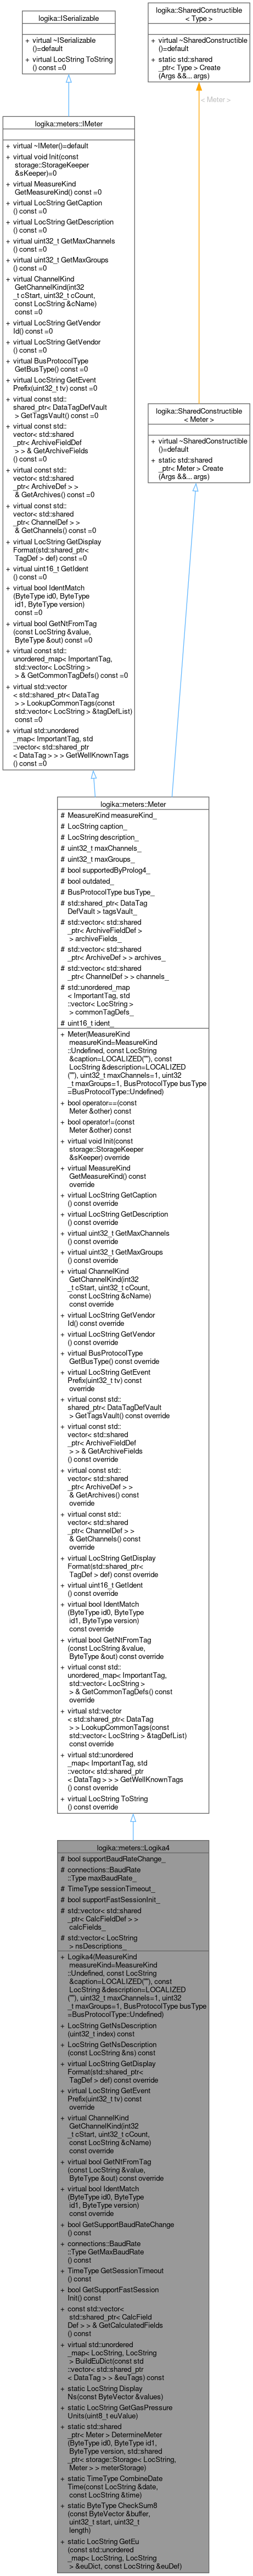 logika::ISerializable
+ virtual ~ISerializable
()=default
+ virtual LocString ToString
() const =0
logika::SharedConstructible
< Type >
+ virtual ~SharedConstructible
()=default
+ static std::shared
_ptr< Type > Create
(Args &&... args)
< Meter >
logika::meters::IMeter
+ virtual ~IMeter()=default
+ virtual void Init(const
storage::StorageKeeper
&sKeeper)=0
+ virtual MeasureKind
GetMeasureKind() const =0
+ virtual LocString GetCaption
() const =0
+ virtual LocString GetDescription
() const =0
+ virtual uint32_t GetMaxChannels
() const =0
+ virtual uint32_t GetMaxGroups
() const =0
+ virtual ChannelKind
GetChannelKind(int32
_t cStart, uint32_t cCount,
const LocString &cName)
const =0
+ virtual LocString GetVendor
Id() const =0
+ virtual LocString GetVendor
() const =0
+ virtual BusProtocolType
GetBusType() const =0
+ virtual LocString GetEvent
Prefix(uint32_t tv) const =0
+ virtual const std::
shared_ptr< DataTagDefVault
> GetTagsVault() const =0
+ virtual const std::
vector< std::shared
_ptr< ArchiveFieldDef
> > & GetArchiveFields
() const =0
+ virtual const std::
vector< std::shared
_ptr< ArchiveDef > >
& GetArchives() const =0
+ virtual const std::
vector< std::shared
_ptr< ChannelDef > >
& GetChannels() const =0
+ virtual LocString GetDisplay
Format(std::shared_ptr<
TagDef > def) const =0
+ virtual uint16_t GetIdent
() const =0
+ virtual bool IdentMatch
(ByteType id0, ByteType
id1, ByteType version)
const =0
+ virtual bool GetNtFromTag
(const LocString &value,
ByteType &out) const =0
+ virtual const std::
unordered_map< ImportantTag,
std::vector< LocString >
> & GetCommonTagDefs() const =0
+ virtual std::vector
< std::shared_ptr< DataTag
> > LookupCommonTags(const
std::vector< LocString > &tagDefList)
const =0
+ virtual std::unordered
_map< ImportantTag, std
::vector< std::shared_ptr
< DataTag > > > GetWellKnownTags
() const =0
logika::SharedConstructible
< Meter >
+ virtual ~SharedConstructible
()=default
+ static std::shared
_ptr< Meter > Create
(Args &&... args)
logika::meters::Meter
# MeasureKind measureKind_
# LocString caption_
# LocString description_
# uint32_t maxChannels_
# uint32_t maxGroups_
# bool supportedByProlog4_
# bool outdated_
# BusProtocolType busType_
# std::shared_ptr< DataTag
DefVault > tagsVault_
# std::vector< std::shared
_ptr< ArchiveFieldDef >
> archiveFields_
# std::vector< std::shared
_ptr< ArchiveDef > > archives_
# std::vector< std::shared
_ptr< ChannelDef > > channels_
# std::unordered_map
< ImportantTag, std
::vector< LocString >
> commonTagDefs_
# uint16_t ident_
+ Meter(MeasureKind
measureKind=MeasureKind
::Undefined, const LocString
&caption=LOCALIZED(""), const
LocString &description=LOCALIZED
(""), uint32_t maxChannels=1, uint32
_t maxGroups=1, BusProtocolType busType
=BusProtocolType::Undefined)
+ bool operator==(const
Meter &other) const
+ bool operator!=(const
Meter &other) const
+ virtual void Init(const
storage::StorageKeeper
&sKeeper) override
+ virtual MeasureKind
GetMeasureKind() const
override
+ virtual LocString GetCaption
() const override
+ virtual LocString GetDescription
() const override
+ virtual uint32_t GetMaxChannels
() const override
+ virtual uint32_t GetMaxGroups
() const override
+ virtual ChannelKind
GetChannelKind(int32
_t cStart, uint32_t cCount,
const LocString &cName)
const override
+ virtual LocString GetVendor
Id() const override
+ virtual LocString GetVendor
() const override
+ virtual BusProtocolType
GetBusType() const override
+ virtual LocString GetEvent
Prefix(uint32_t tv) const
override
+ virtual const std::
shared_ptr< DataTagDefVault
> GetTagsVault() const override
+ virtual const std::
vector< std::shared
_ptr< ArchiveFieldDef
> > & GetArchiveFields
() const override
+ virtual const std::
vector< std::shared
_ptr< ArchiveDef > >
& GetArchives() const
override
+ virtual const std::
vector< std::shared
_ptr< ChannelDef > >
& GetChannels() const
override
+ virtual LocString GetDisplay
Format(std::shared_ptr<
TagDef > def) const override
+ virtual uint16_t GetIdent
() const override
+ virtual bool IdentMatch
(ByteType id0, ByteType
id1, ByteType version)
const override
+ virtual bool GetNtFromTag
(const LocString &value,
ByteType &out) const override
+ virtual const std::
unordered_map< ImportantTag,
std::vector< LocString >
> & GetCommonTagDefs() const
override
+ virtual std::vector
< std::shared_ptr< DataTag
> > LookupCommonTags(const
std::vector< LocString > &tagDefList)
const override
+ virtual std::unordered
_map< ImportantTag, std
::vector< std::shared_ptr
< DataTag > > > GetWellKnownTags
() const override
+ virtual LocString ToString
() const override
logika::meters::Logika4
# bool supportBaudRateChange_
# connections::BaudRate
::Type maxBaudRate_
# TimeType sessionTimeout_
# bool supportFastSessionInit_
# std::vector< std::shared
_ptr< CalcFieldDef > >
calcFields_
# std::vector< LocString
> nsDescriptions_
+ Logika4(MeasureKind
measureKind=MeasureKind
::Undefined, const LocString
&caption=LOCALIZED(""), const
LocString &description=LOCALIZED
(""), uint32_t maxChannels=1, uint32
_t maxGroups=1, BusProtocolType busType
=BusProtocolType::Undefined)
+ LocString GetNsDescription
(uint32_t index) const
+ LocString GetNsDescription
(const LocString &ns) const
+ virtual LocString GetDisplay
Format(std::shared_ptr<
TagDef > def) const override
+ virtual LocString GetEvent
Prefix(uint32_t tv) const
override
+ virtual ChannelKind
GetChannelKind(int32
_t cStart, uint32_t cCount,
const LocString &cName)
const override
+ virtual bool GetNtFromTag
(const LocString &value,
ByteType &out) const override
+ virtual bool IdentMatch
(ByteType id0, ByteType
id1, ByteType version)
const override
+ bool GetSupportBaudRateChange
() const
+ connections::BaudRate
::Type GetMaxBaudRate
() const
+ TimeType GetSessionTimeout
() const
+ bool GetSupportFastSession
Init() const
+ const std::vector<
std::shared_ptr< CalcField
Def > > & GetCalculatedFields
() const
+ virtual std::unordered
_map< LocString, LocString
> BuildEuDict(const std
::vector< std::shared_ptr
< DataTag > > &euTags) const
+ static LocString Display
Ns(const ByteVector &values)
+ static LocString GetGasPressure
Units(uint8_t euValue)
+ static std::shared
_ptr< Meter > DetermineMeter
(ByteType id0, ByteType id1,
ByteType version, std::shared
_ptr< storage::Storage< LocString,
Meter > > meterStorage)
+ static TimeType CombineDate
Time(const LocString &date,
const LocString &time)
+ static ByteType CheckSum8
(const ByteVector &buffer,
uint32_t start, uint32_t
length)
+ static LocString GetEu
(const std::unordered
_map< LocString, LocString
> &euDict, const LocString &euDef)